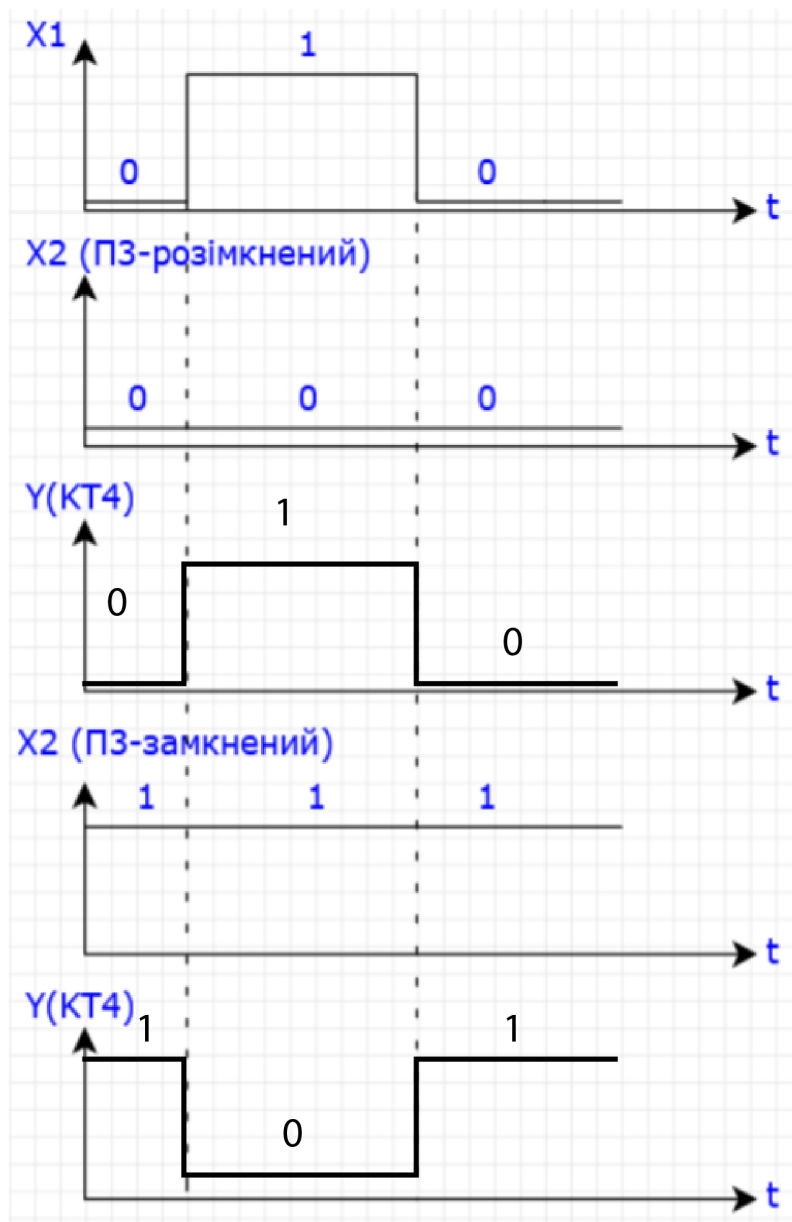 X1
1
0
0
t
X2 (ПЗ-розімкнений)
0 0 0
t
Y(КТ4)
1
0
0
t
X2 (ПЗ-замкнений)
1 1 1
t
Y(КТ4)
1
1
0
t